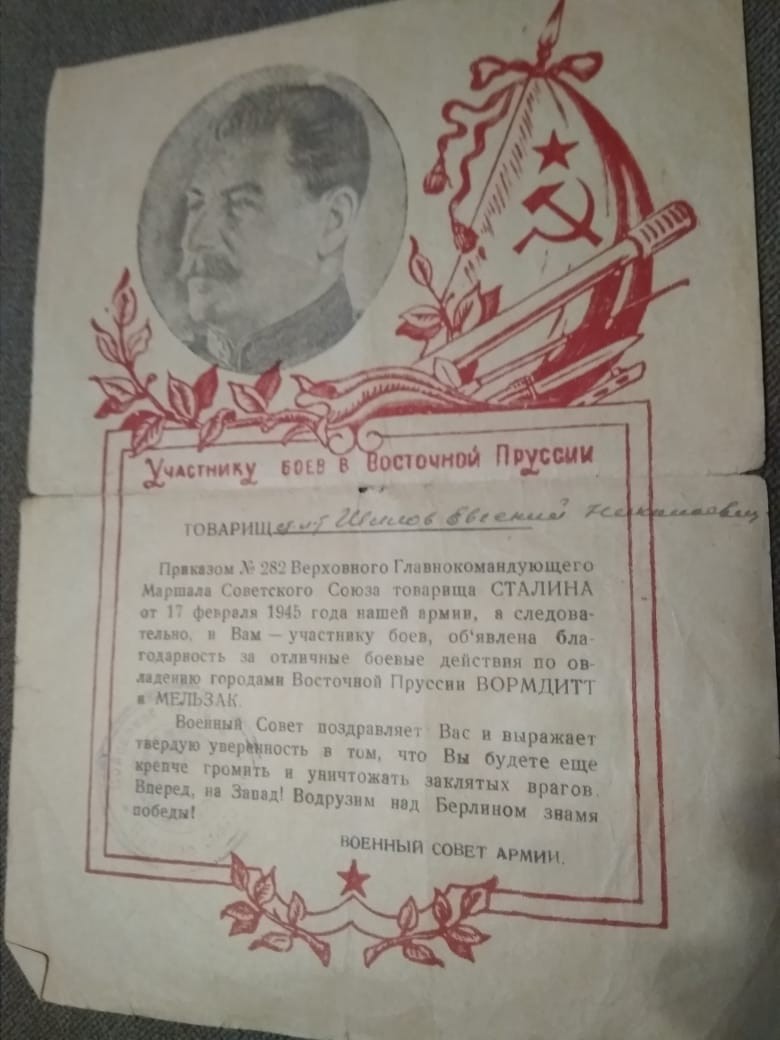 Участнику боев в Восточной Пруссии
ТОВАРИЩ Шилов Евгений
Приказом № 282 Верховного Главнокомандующего
Маршала Советского Союза товарища СТАЛИНА
от 17 февраля 1945 года нашей армии, а следова-
тельно, и Вам — участнику боев, об'явлена бла-
годарность за отличные боевые действия по ов-
ладению городами Восточной Пруссии ВОРМДИТТ
и МЕЛЬЗАК.
Военный Совет поздравляет Вас и выражает
твердую уверенность в том, что Вы будете еще
крепче громить и уничтожать заклятых врагов.
Вперед, на Запад! Водрузим над Берлином знамя
победы!
ВОЕННЫЙ СОВЕТ АРМИИ.